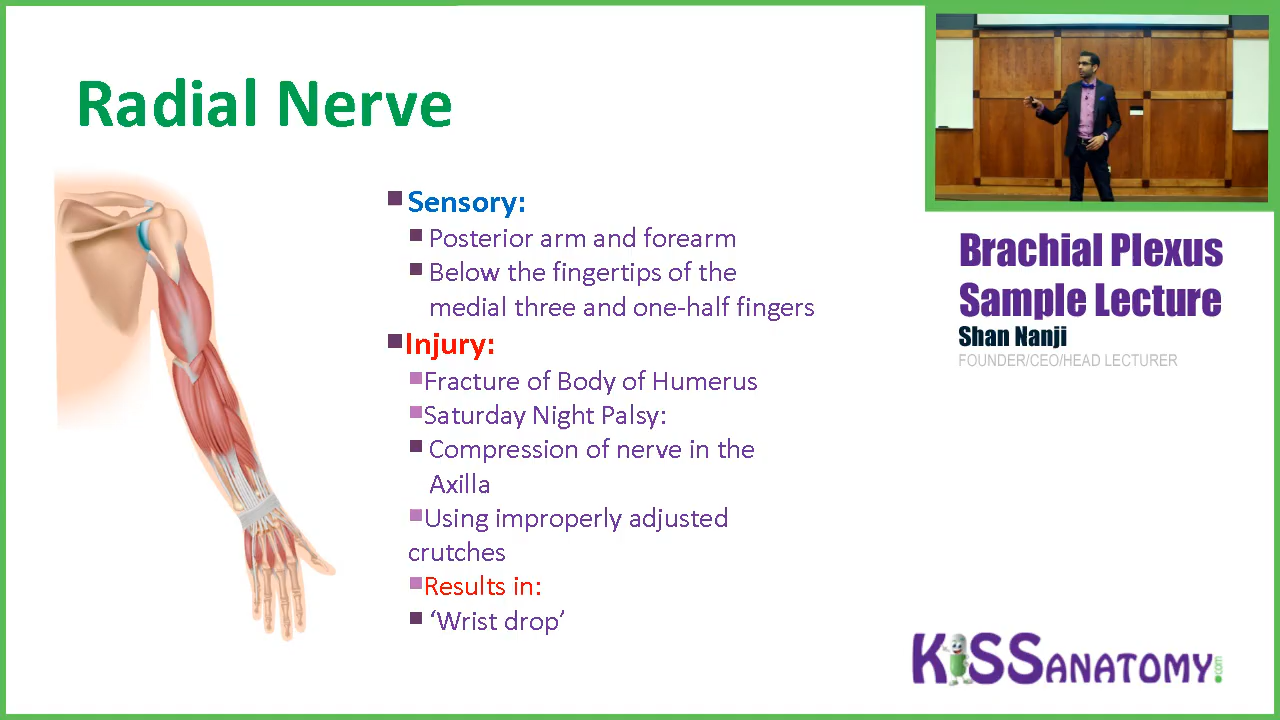 Radial Nerve
Sensory:
Posterior arm and forearm
Below the fingertips of the
medial three and one-half fingers
Injury:
Fracture of Body of Humerus
Saturday Night Palsy:
Compression of nerve in the
Axilla
Using improperly adjusted
crutches
Results in:
‘Wrist drop’
Brachial Plexus
Sample Lecture
Shan Nanji
FOUNDER/CEO/HEAD LECTURER
KiSSANATOMY.com